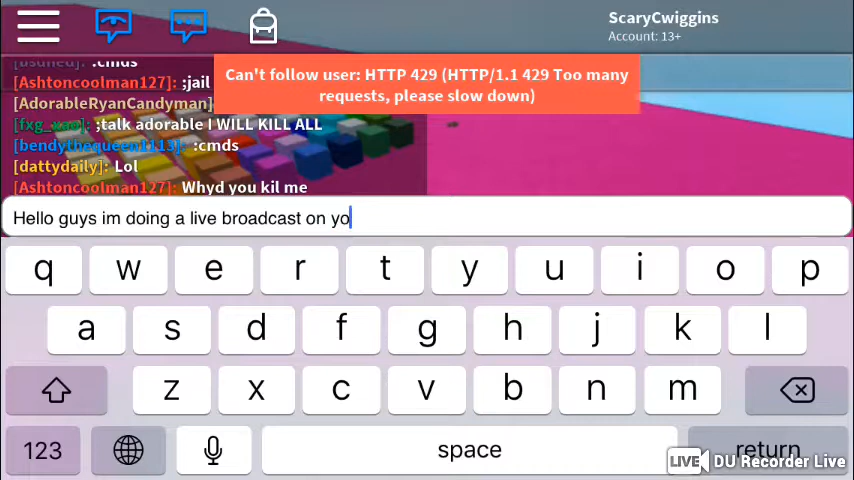 ScaryCwiggins
Account: 13+
Can't follow user: HTTP 429 (HTTP/1.1 429 Too many
requests, please slow down)
:cmds
[Ashtoncoolman127]: ;jail
[AdorableRyanCandyman]:
;talk adorable I WILL KILL ALL
[bendythequeen1113]: :cmds
[dattydaily]: Lol
[Ashtoncoolman127]: Whyd you kil me
Hello guys im doing a live broadcast on yo
q w e r t y u i o p
a s d f g h j k l
z x c v b n m
123 space return
LIVE DU Recorder Live